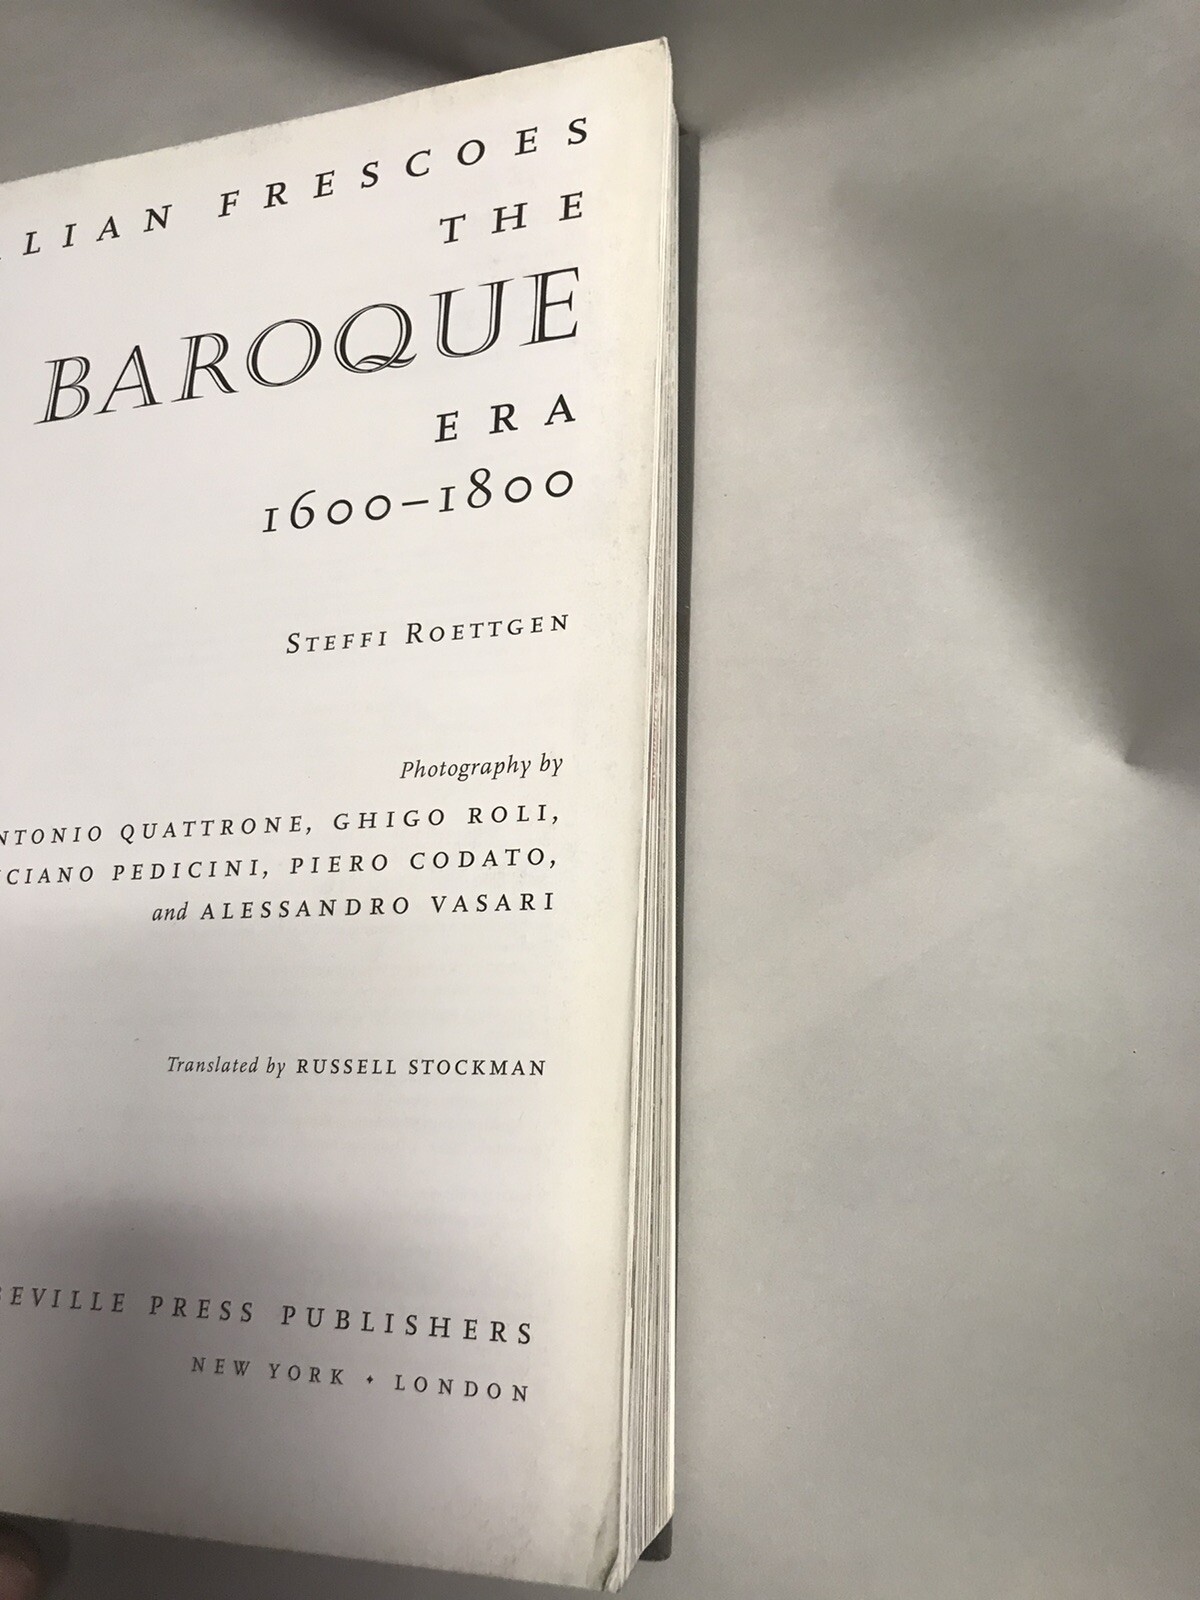 LIAN FRESCOES
THE
BAROQUE
ERA
1600–1800
STEFFI ROETTGEN
Photography by
NTONIO QUATTRONE, GHIGO ROLI,
CIANO PEDICINI, PIERO CODATO,
and ALESSANDRO VASARI
Translated by RUSSELL STOCKMAN
EVILLE PRESS PUBLISHERS
NEW YORK • LONDON